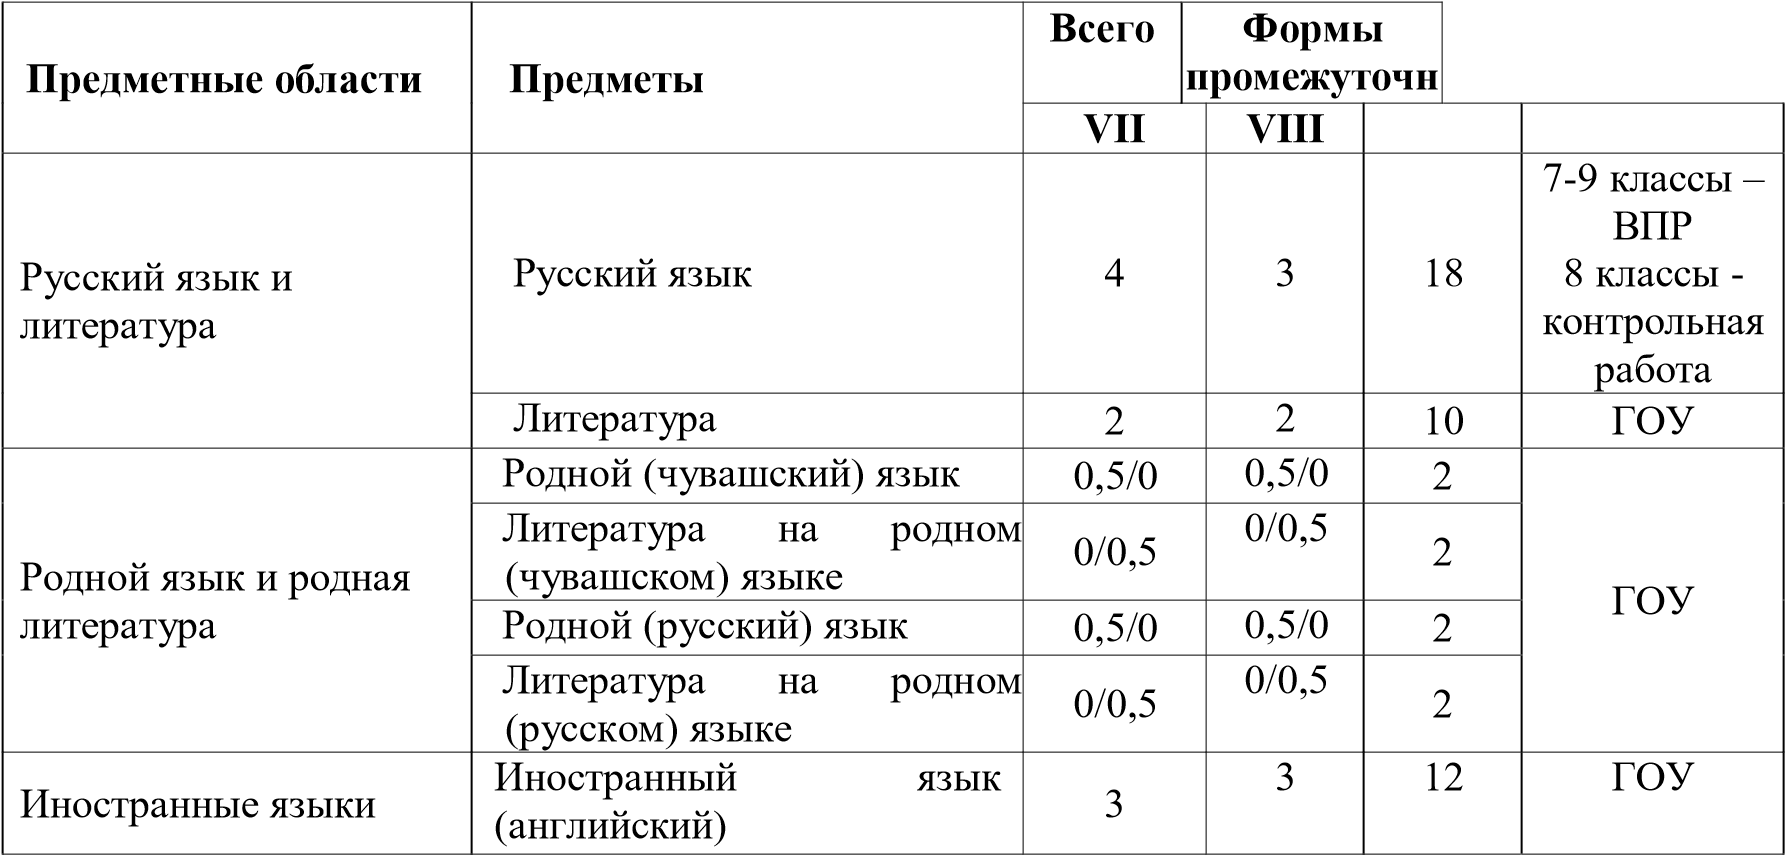 Предметные области
Предметы
Всего
Формы
промежуточн
VII
VIII
Русский язык и
литература
Русский язык
4
3
18
7-9 классы –
ВПР
8 классы -
контрольная
работа
Литература
2
2
10
ГОУ
Родной язык и родная
литература
Родной (чувашский) язык
0,5/0
0,5/0
2
ГОУ
Литература на родном
(чувашском) языке
0/0,5
0/0,5
2
Родной (русский) язык
0,5/0
0,5/0
2
Литература на родном
(русском) языке
0/0,5
0/0,5
2
Иностранные языки
Иностранный язык
(английский)
3
3
12
ГОУ